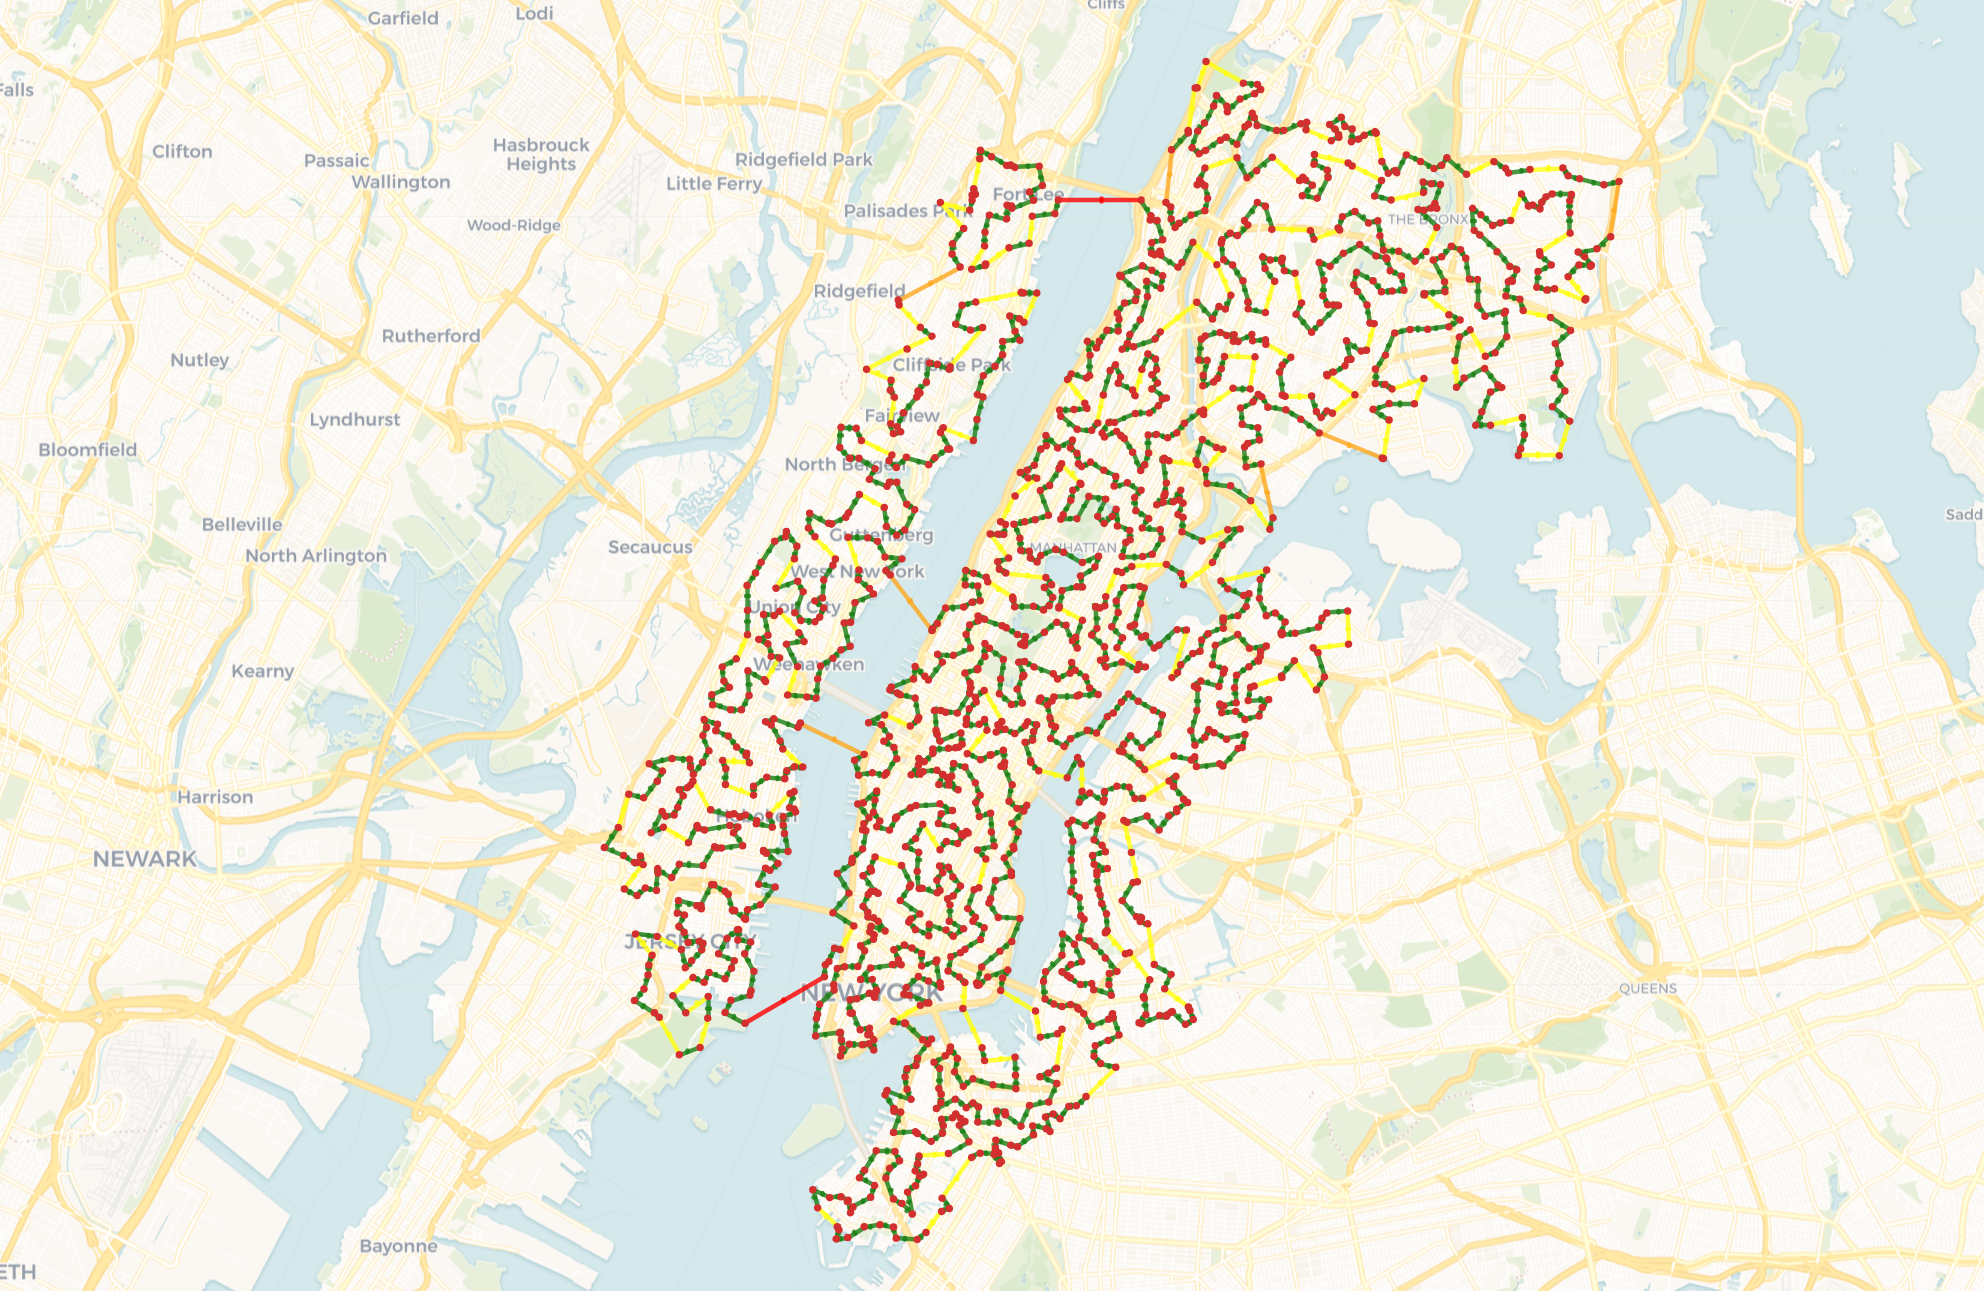 Cliffs
Garfield
Lodi
Falls
Clifton
Passaic
Wallington
Hasbrouck
Heights
Ridgefield Park
Little Ferry
Palisades Park
Fort Lee
Wood-Ridge
THE BRONX
Ridgefield
Rutherford
Nutley
Cliffside Park
Lyndhurst
Fairview
Bloomfield
North Bergen
Belleville
Sadd
North Arlington
Secaucus
Guttenberg
MANHATTAN
West New York
Union City
Kearny
Weehawken
Harrison
Hoboken
NEWARK
JERSEY CITY
NEW YORK
QUEENS
Bayonne
ETH